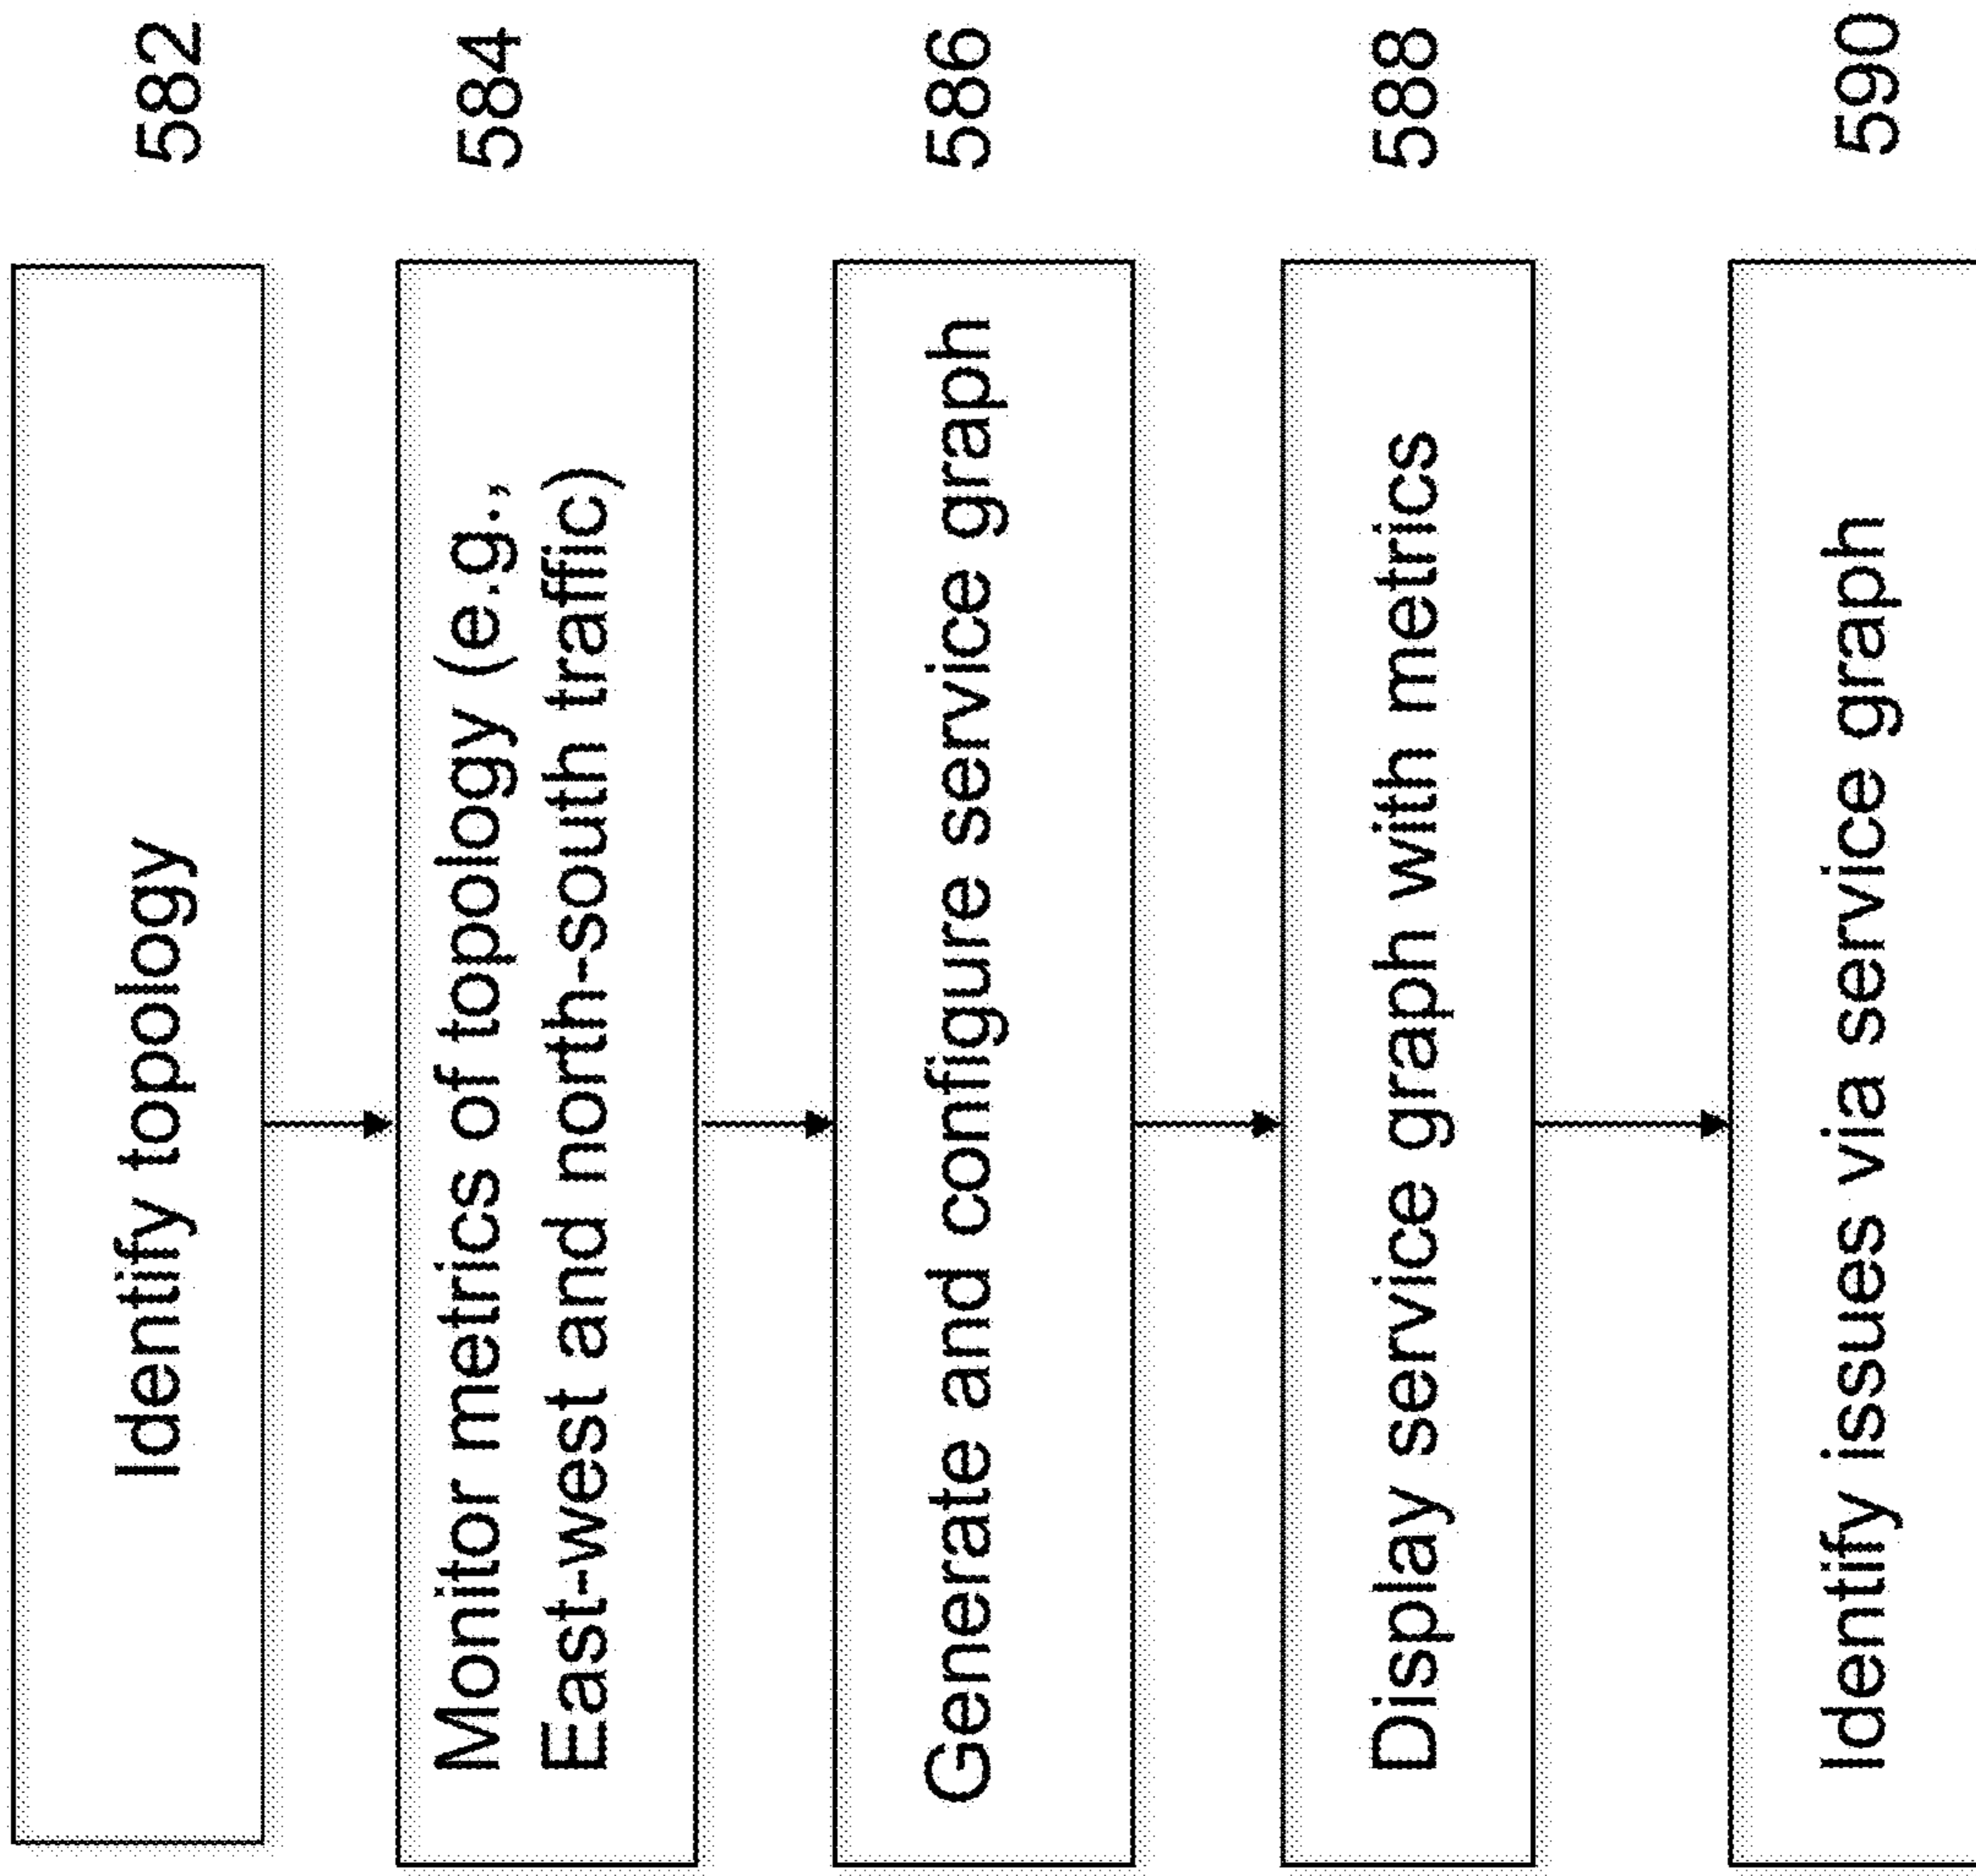 Identify topology
582
Monitor metrics of topology (e.g.,
East-west and north-south traffic)
584
Generate and configure service graph
586
Display service graph with metrics
588
Identify issues via service graph
590